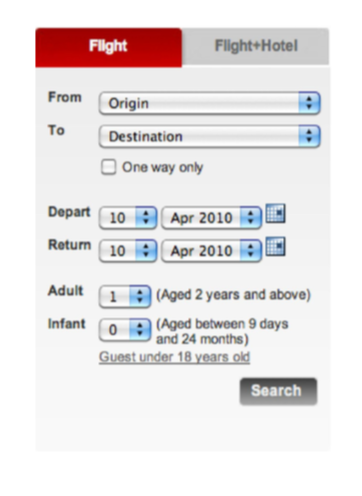 Flight Flight+Hotel
From Origin
To Destination
One way only
Depart 10 Apr 2010
Return 10 Apr 2010
Adult 1 (Aged 2 years and above)
Infant 0 (Aged between 9 days
and 24 months)
Guest under 18 years old
Search